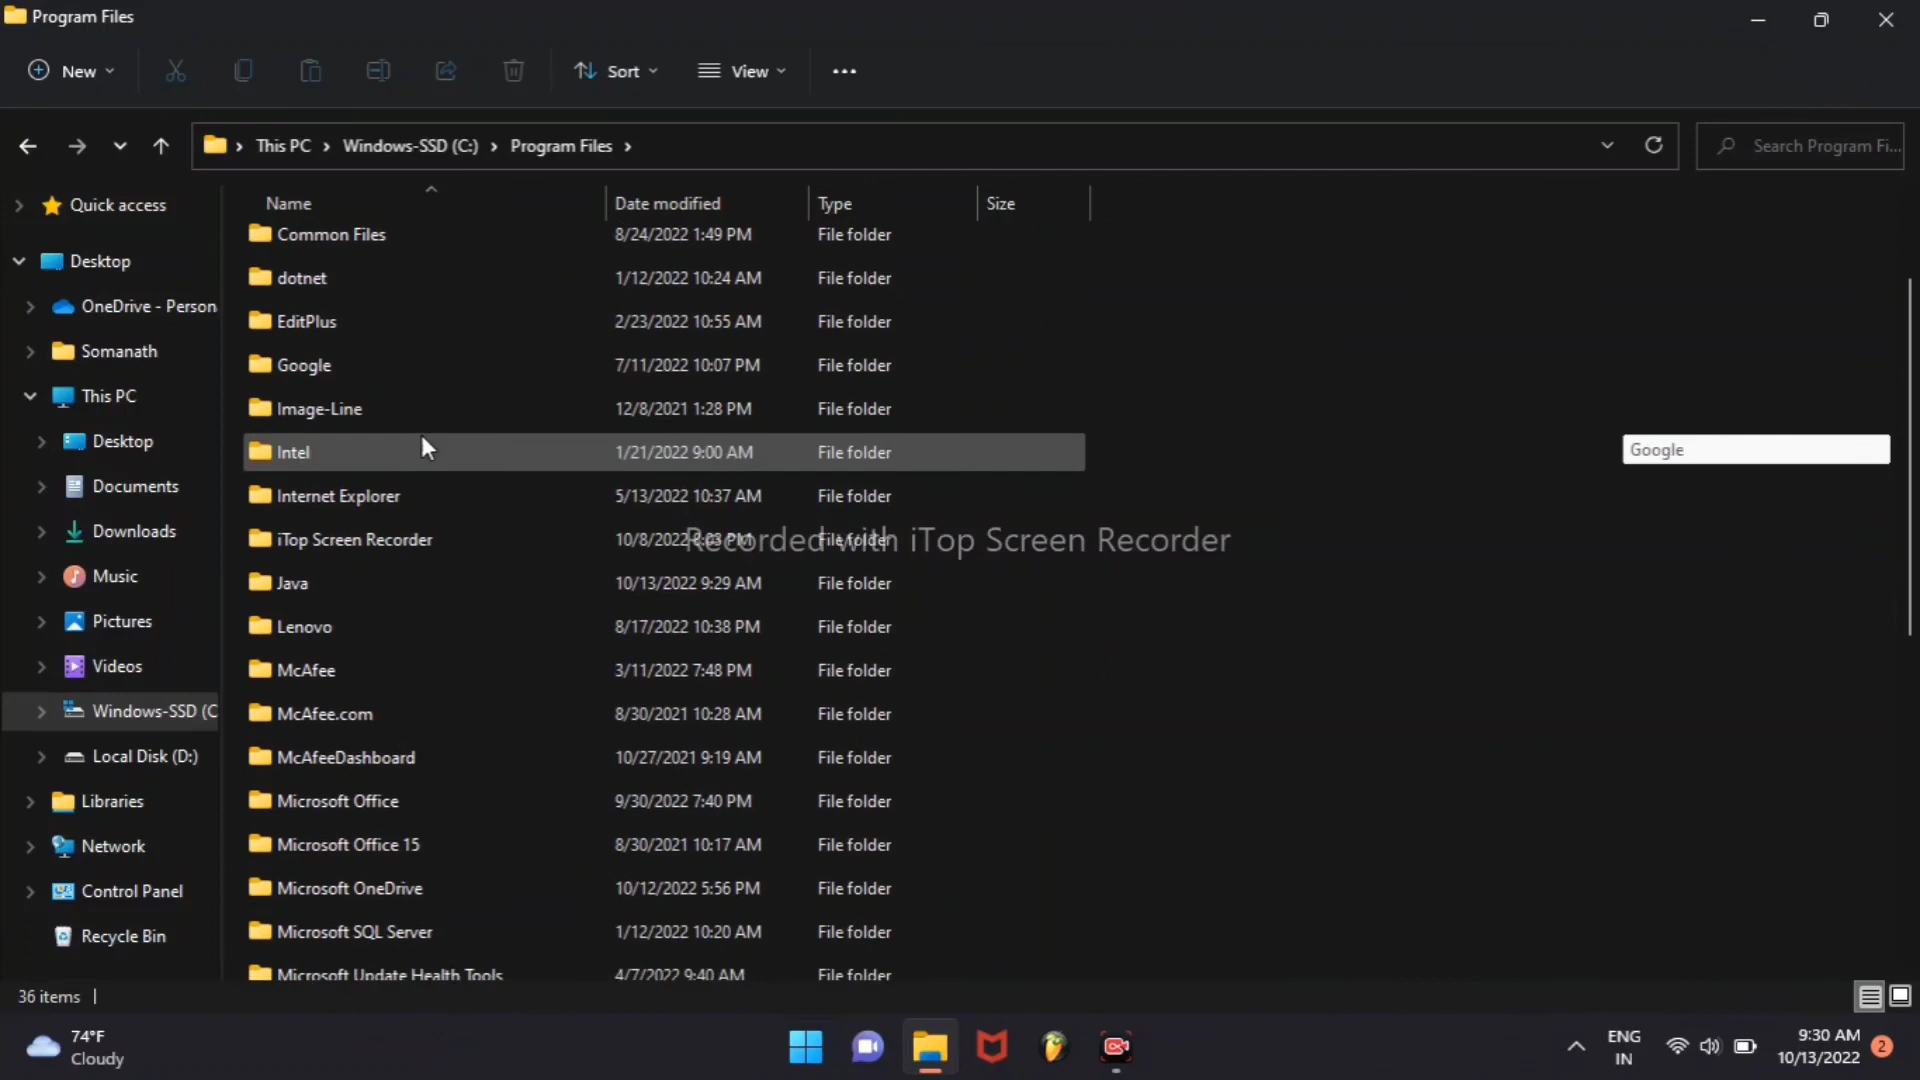 Program Files
New
Sort
View
This PC
Windows-SSD (C:)
Program Files
Search Program Fi...
Quick access
Desktop
OneDrive - Person
Somanath
This PC
Desktop
Documents
Downloads
Music
Pictures
Videos
Windows-SSD (C
Local Disk (D:)
Libraries
Network
Control Panel
Recycle Bin
Name Date modified Type Size
Common Files 8/24/2022 1:49 PM File folder
dotnet 1/12/2022 10:24 AM File folder
EditPlus 2/23/2022 10:55 AM File folder
Google 7/11/2022 10:07 PM File folder
Image-Line 12/8/2021 1:28 PM File folder
Intel 1/21/2022 9:00 AM File folder
Google
Internet Explorer 5/13/2022 10:37 AM File folder
iTop Screen Recorder 10/8/2022 PM File folder
Recorded with iTop Screen Recorder
Java 10/13/2022 9:29 AM File folder
Lenovo 8/17/2022 10:38 PM File folder
McAfee 3/11/2022 7:48 PM File folder
McAfee.com 8/30/2021 10:28 AM File folder
McAfeeDashboard 10/27/2021 9:19 AM File folder
Microsoft Office 9/30/2022 7:40 PM File folder
Microsoft Office 15 8/30/2021 10:17 AM File folder
Microsoft OneDrive 10/12/2022 5:56 PM File folder
Microsoft SQL Server 1/12/2022 10:20 AM File folder
Microsoft Update Health Tools 4/7/2022 9:40 AM File folder
36 items
74°F
Cloudy
ENG
IN
9:30 AM
10/13/2022
2